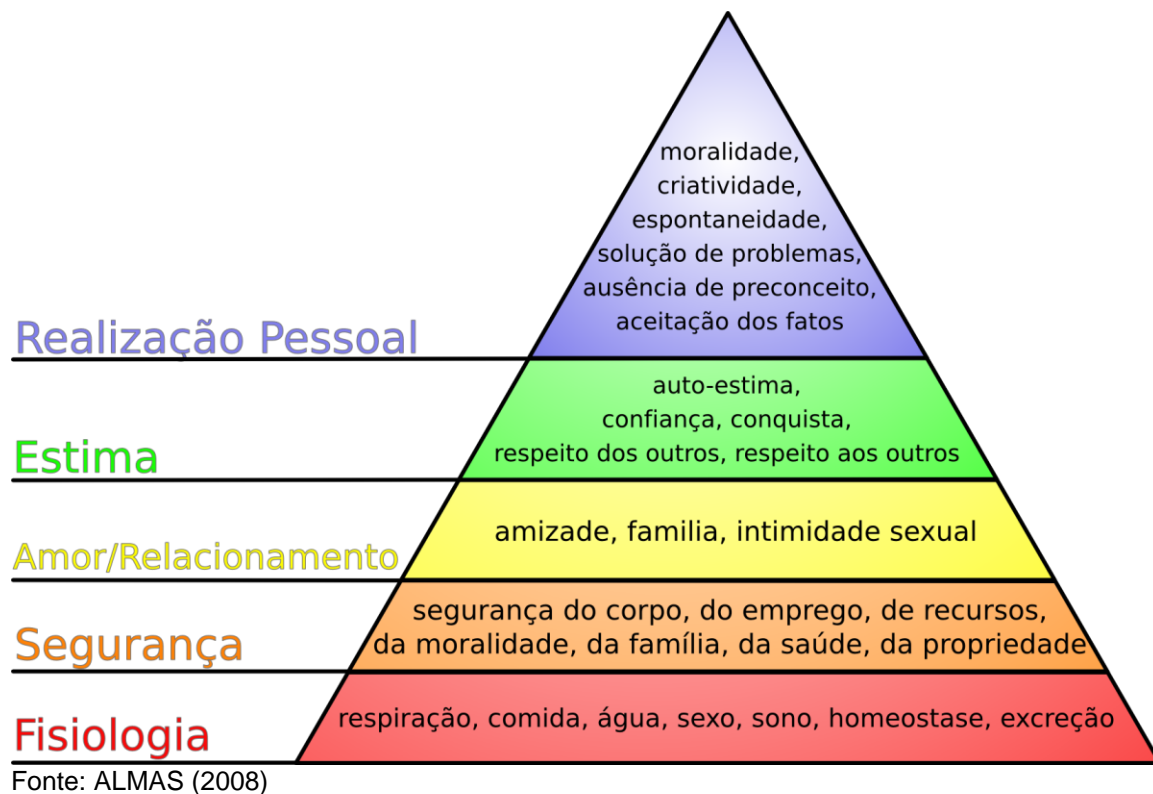 moralidade,
criatividade,
espontaneidade,
solução de problemas,
ausência de preconceito,
aceitação dos fatos
Realização Pessoal
auto-estima,
confiança, conquista,
respeito dos outros, respeito aos outros
Estima
amizade, familia, intimidade sexual
Amor/Relacionamento
segurança do corpo, do emprego, de recursos,
da moralidade, da família, da saúde, da propriedade
Segurança
respiração, comida, água, sexo, sono, homeostase, excreção
Fisiologia
Fonte: ALMAS (2008)